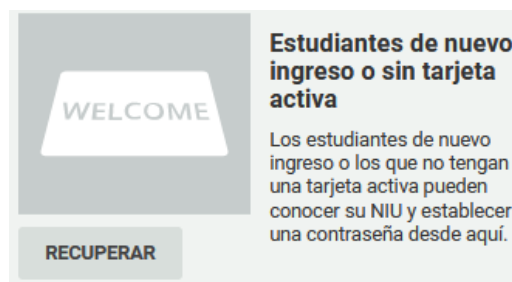 WELCOME
RECUPERAR
Estudiantes de nuevo
ingreso o sin tarjeta
activa
Los estudiantes de nuevo
ingreso o los que no tengan
una tarjeta activa pueden
conocer su NIU y establecer
una contraseña desde aquí.